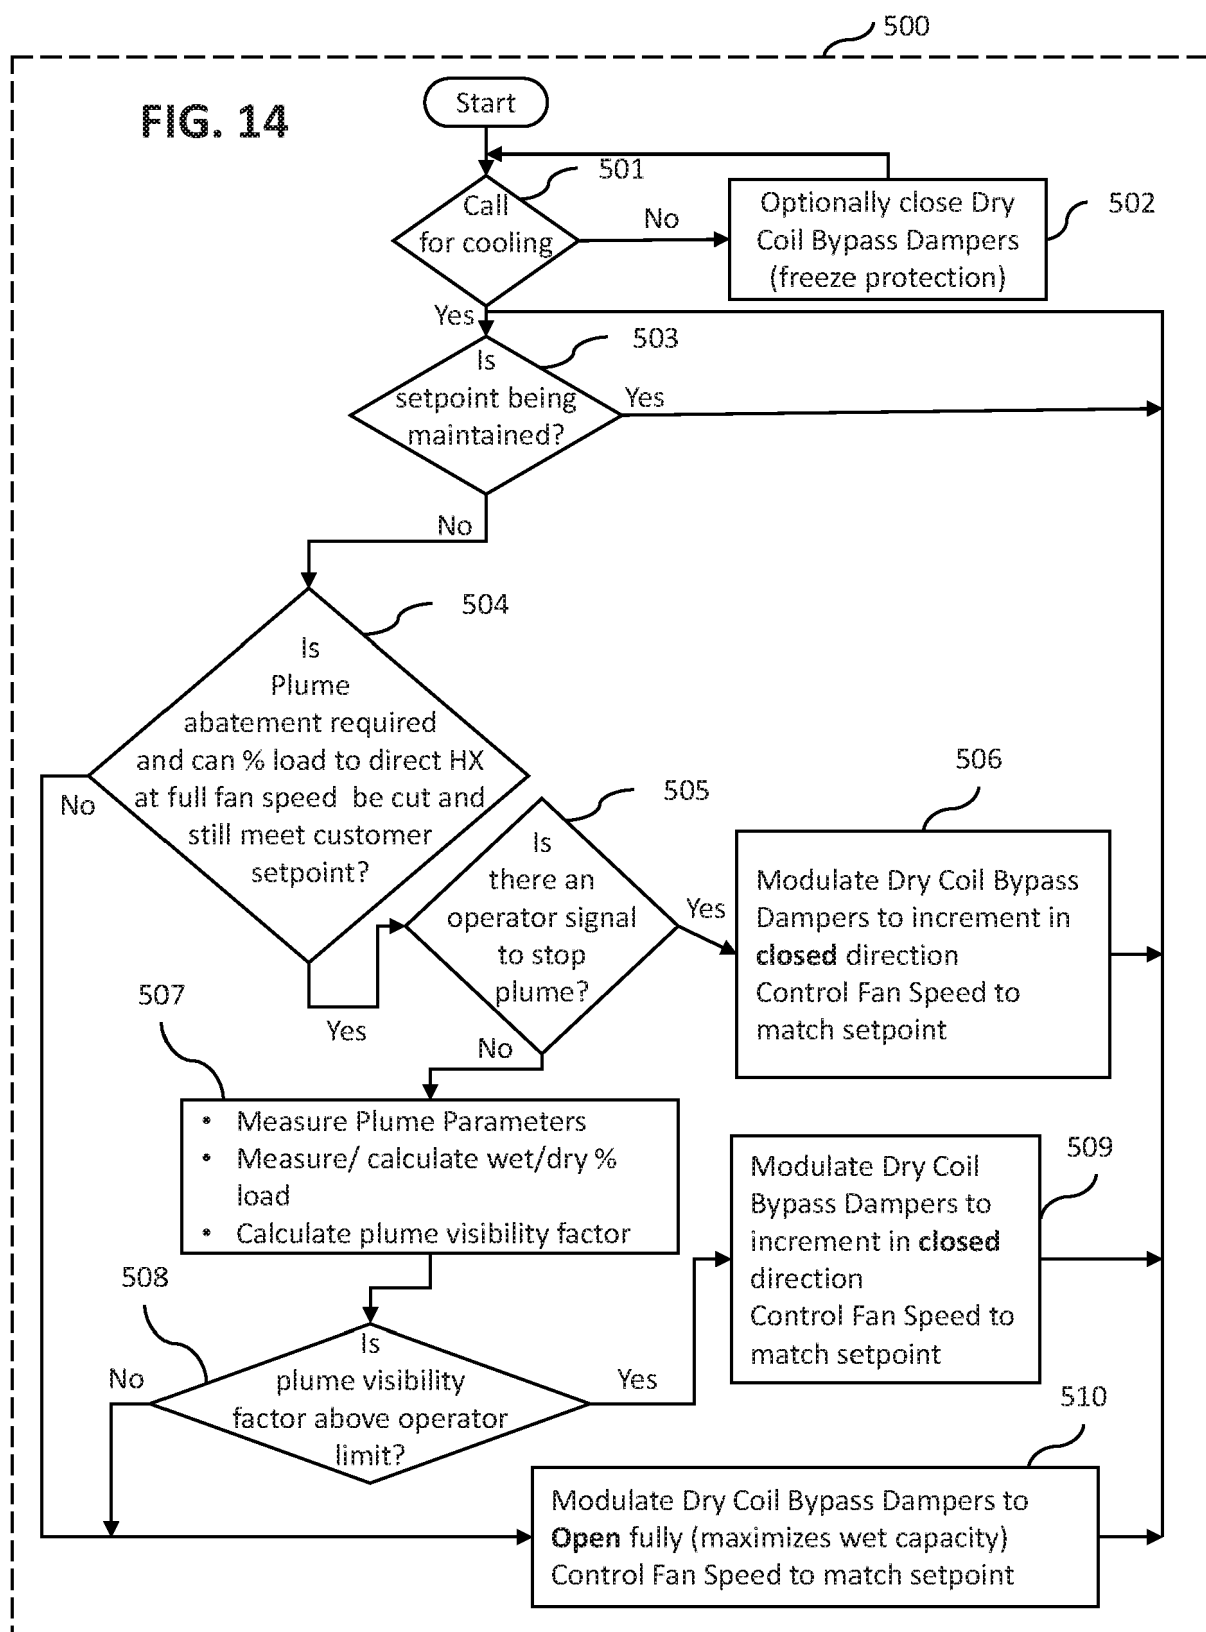 500
FIG. 14
Start
501
Call
for cooling
No
Optionally close Dry
Coil Bypass Dampers
(freeze protection)
502
Yes
503
Is
setpoint being
maintained?
Yes
No
504
Is
Plume
abatement required
and can % load to direct HX
at full fan speed be cut and
still meet customer
setpoint?
No
Yes
505
Is
there an
operator signal
to stop
plume?
Yes
No
506
Modulate Dry Coil Bypass
Dampers to increment in
closed direction
Control Fan Speed to
match setpoint
507
• Measure Plume Parameters
• Measure/ calculate wet/dry %
load
• Calculate plume visibility factor
508
Is
plume visibility
factor above operator
limit?
No
Yes
509
Modulate Dry Coil
Bypass Dampers to
increment in closed
direction
Control Fan Speed to
match setpoint
510
Modulate Dry Coil Bypass Dampers to
Open fully (maximizes wet capacity)
Control Fan Speed to match setpoint